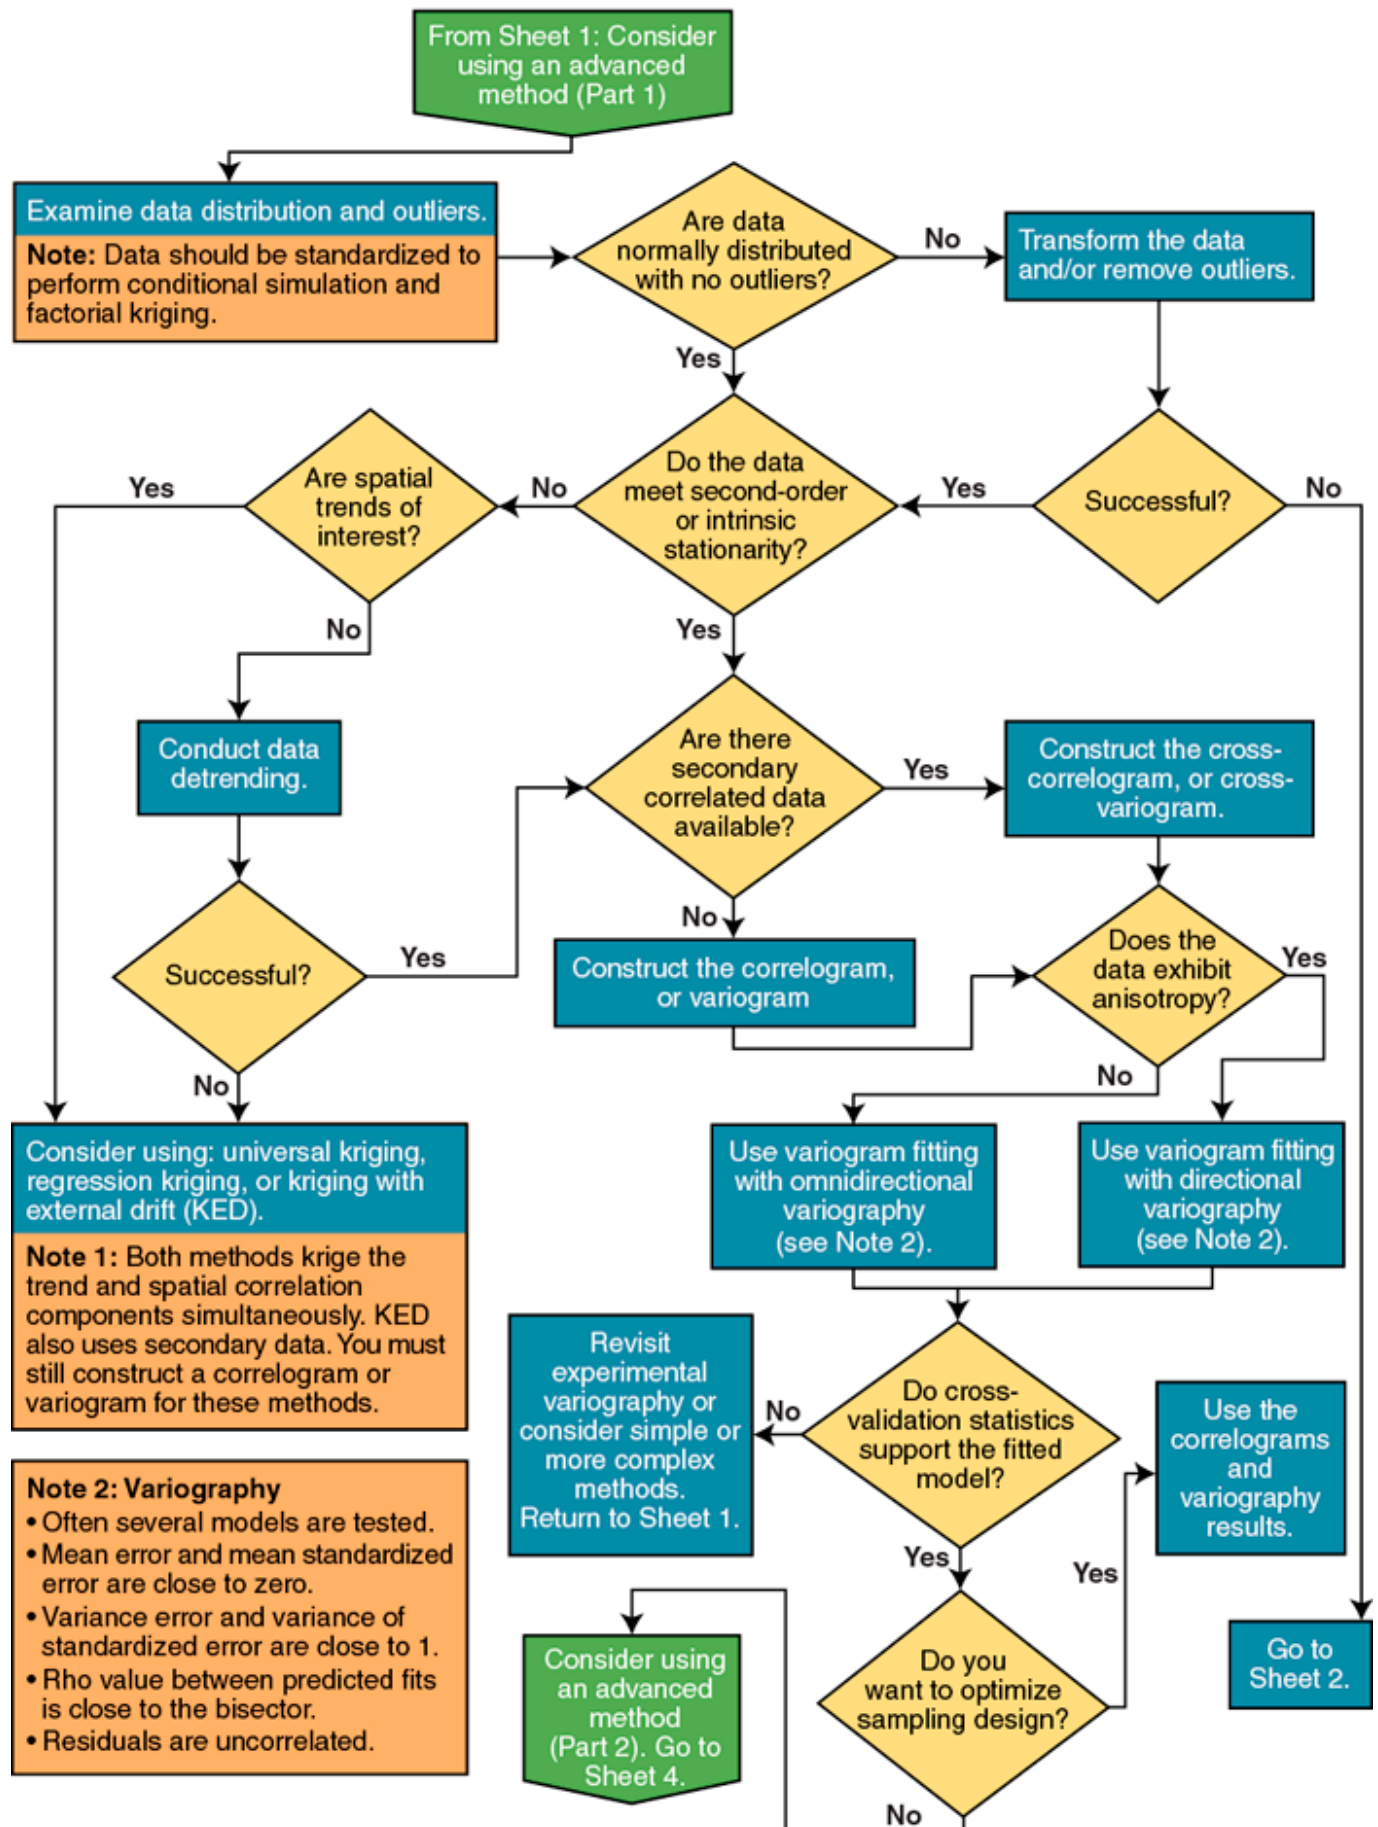 From Sheet 1: Consider
using an advanced
method (Part 1)
Examine data distribution and outliers.
Note: Data should be standardized to
perform conditional simulation and
factorial kriging.
Are data
normally distributed
with no outliers?
No
Transform the data
and/or remove outliers.
Yes
Yes
Are spatial
trends of
interest?
No
Do the data
meet second-order
or intrinsic
stationarity?
Yes
Successful?
No
No
Yes
Conduct data
detrending.
Are there
secondary
correlated data
available?
Yes
Construct the cross-
correlogram, or cross-
variogram.
Successful?
Yes
No
Construct the correlogram,
or variogram
Does the
data exhibit
anisotropy?
Yes
No
No
Consider using: universal kriging,
regression kriging, or kriging with
external drift (KED).
Note 1: Both methods krige the
trend and spatial correlation
components simultaneously. KED
also uses secondary data. You must
still construct a correlogram or
variogram for these methods.
Use variogram fitting
with omnidirectional
variography
(see Note 2).
Use variogram fitting
with directional
variography
(see Note 2).
Revisit
experimental
variography or
consider simple or
more complex
methods.
Return to Sheet 1.
No
Do cross-
validation statistics
support the fitted
model?
Use the
correlograms
and
variography
results.
Note 2: Variography
• Often several models are tested.
• Mean error and mean standardized
error are close to zero.
• Variance error and variance of
standardized error are close to 1.
• Rho value between predicted fits
is close to the bisector.
• Residuals are uncorrelated.
Yes
Yes
Consider using
an advanced
method
(Part 2). Go to
Sheet 4.
Do you
want to optimize
sampling design?
Go to
Sheet 2.
No